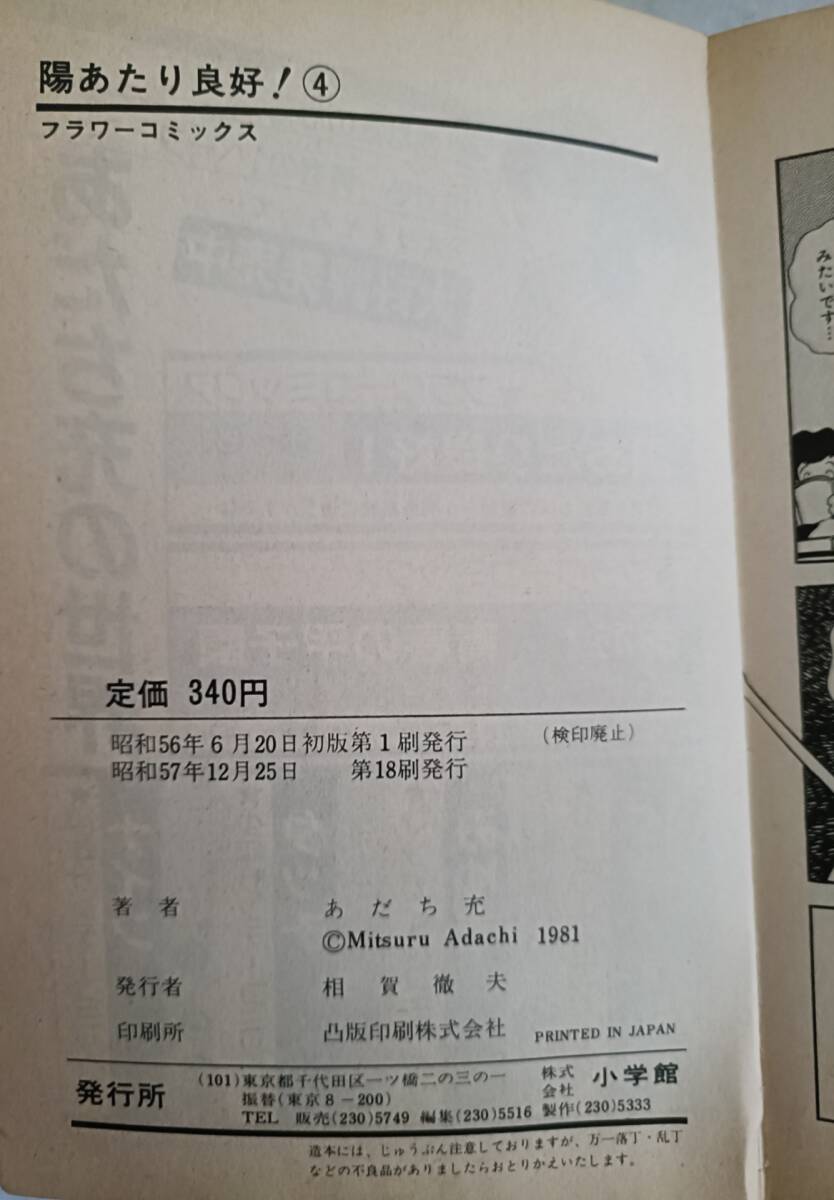 陽あたり良好！④
フラワーコミックス
定価 340円
昭和56年6月20日初版第1刷発行 (検印廃止)
昭和57年12月25日 第18刷発行
著者 あだち充
©Mitsuru Adachi 1981
発行者 相賀徹夫
印刷所 凸版印刷株式会社 PRINTED IN JAPAN
発行所
(101)東京都千代田区一ツ橋二の三の一
振替(東京8-200)
株式会社 小学館
TEL 販売(230)5749 編集(230)5516 製作(230)5333
造本には、じゅうぶん注意しておりますが、万一落丁・乱丁
などの不良品がありましたらおとりかえいたします。
みたいです…